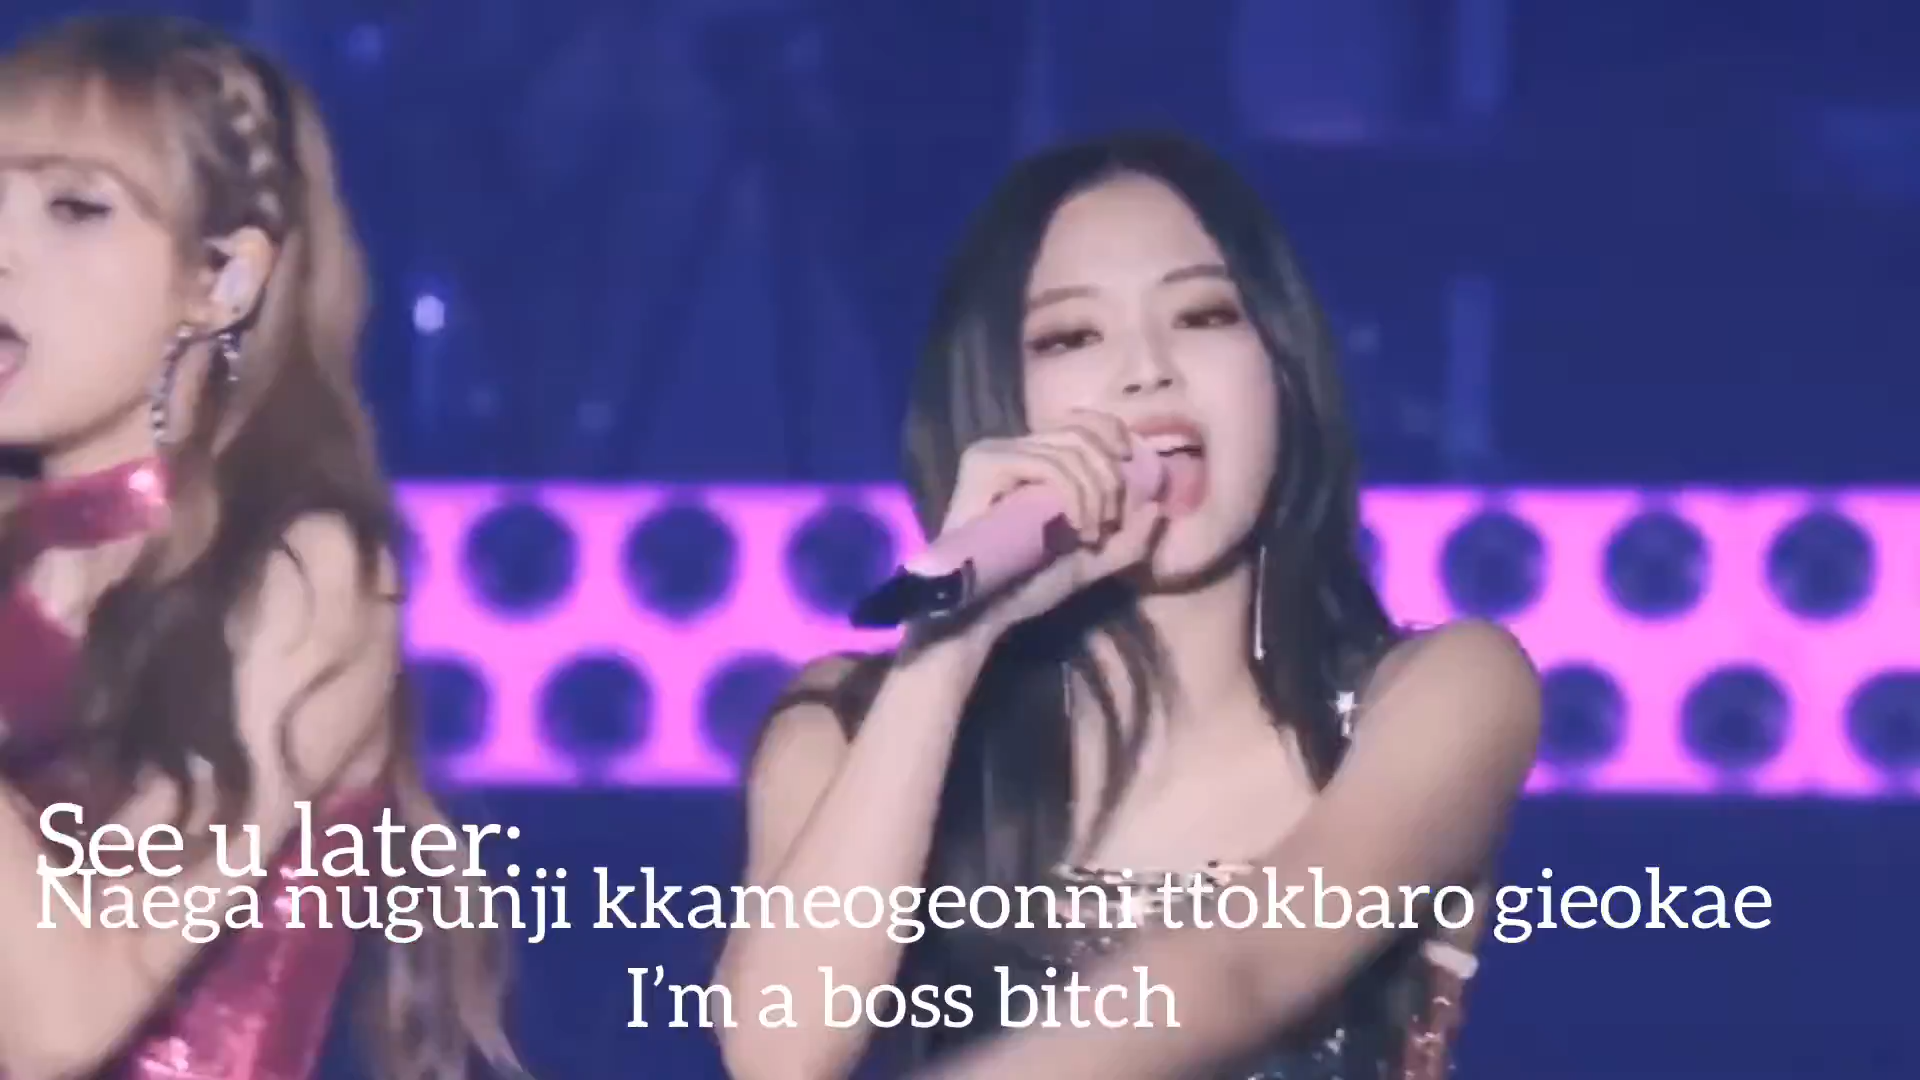 See u later:
Naega nugunji kkameogeonni ttokbaro gieokae
I’m a boss bitch